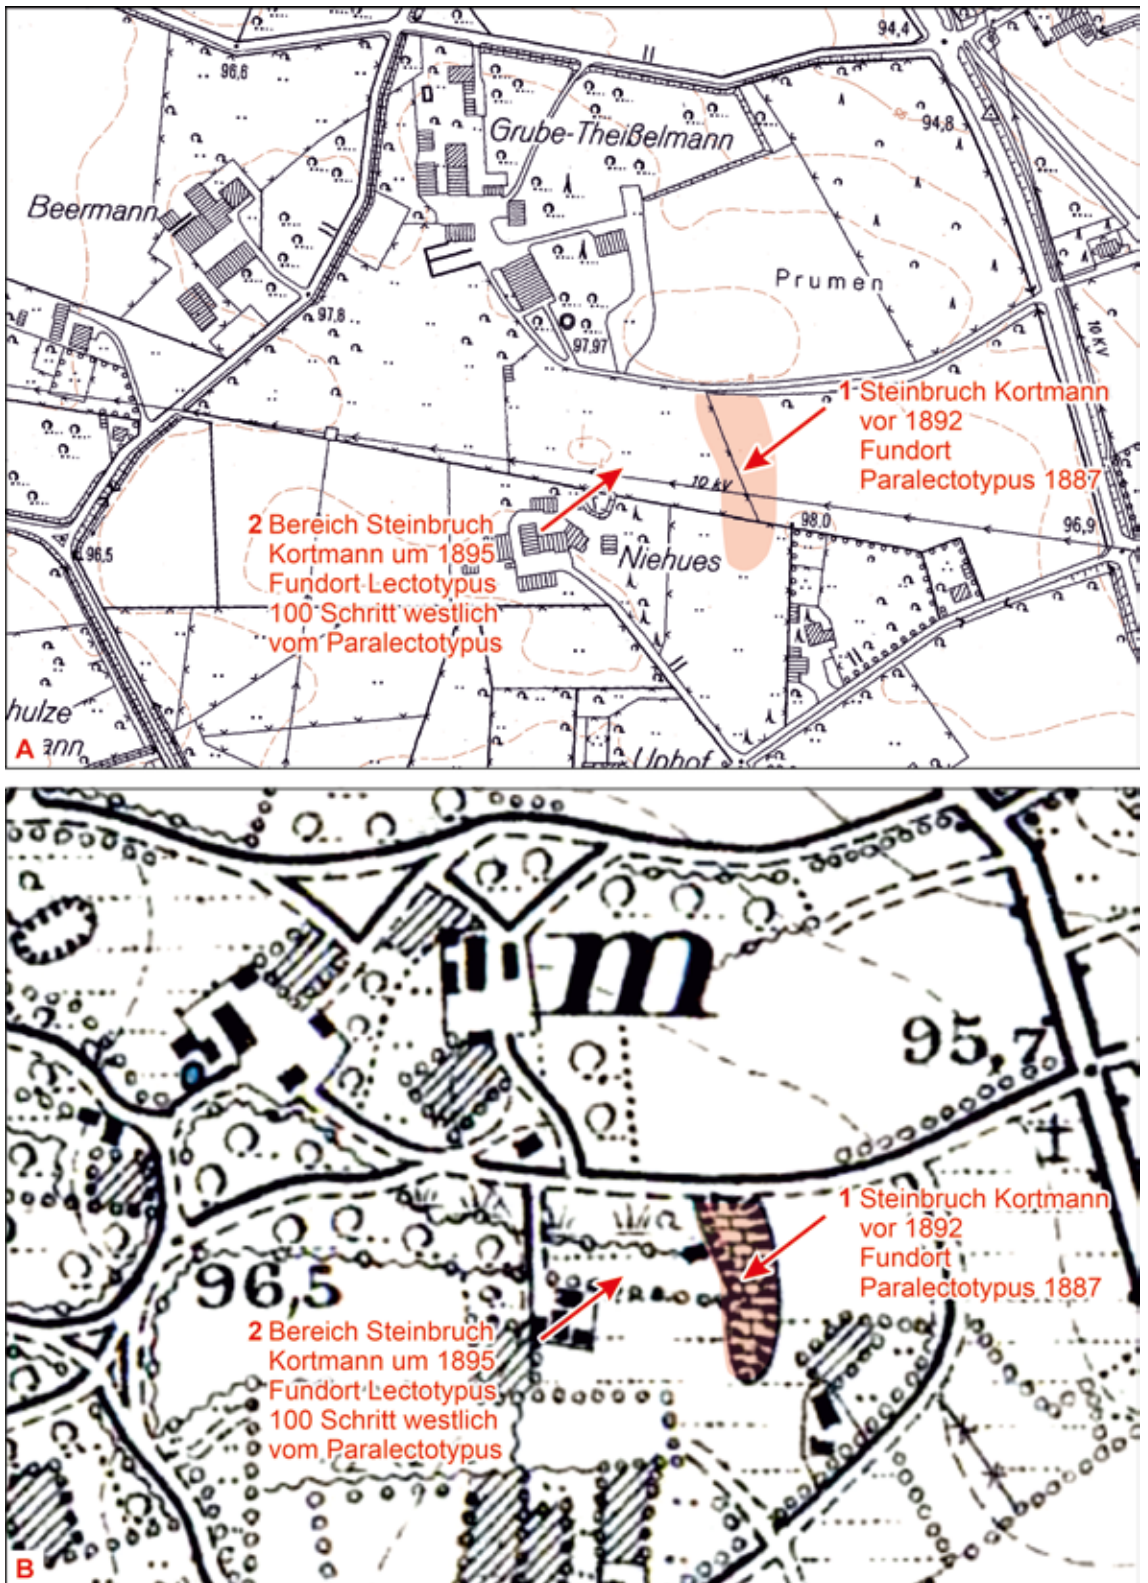 94,4
96,6
94,8
Grube-Theißelmann
Beermann
Prumen
97,8
97,97
10 KV
1 Steinbruch Kortmann
vor 1892
Fundort
Paralectotypus 1887
10 KV
98,0
96,9
2 Bereich Steinbruch
Kortmann um 1895
Fundort Lectotypus
100 Schritt westlich
vom Paralectotypus
96,5
Niehues
hulze
ann
Uphof
A
m
95,7
96,5
1 Steinbruch Kortmann
vor 1892
Fundort
Paralectotypus 1887
2 Bereich Steinbruch
Kortmann um 1895
Fundort Lectotypus
100 Schritt westlich
vom Paralectotypus
B